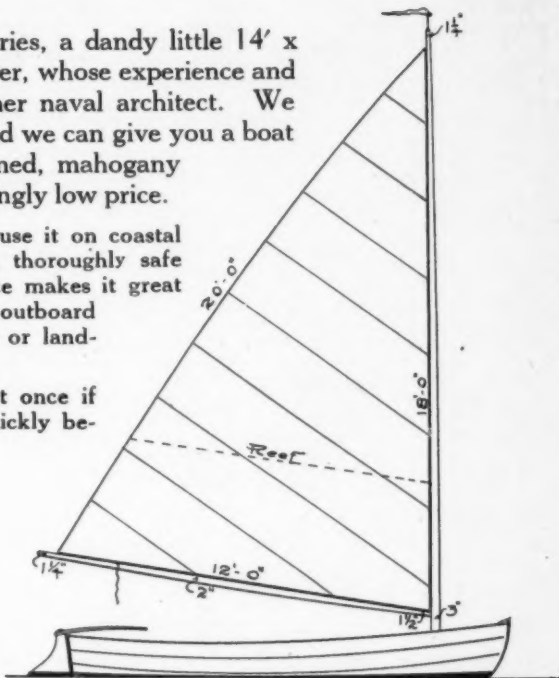 ries, a dandy little 14′ x
er, whose experience and
ner naval architect. We
d we can give you a boat
ned, mahogany
ngly low price.
use it on coastal
thoroughly safe
e makes it great
outboard
or land-
t once if
ickly be-
1¼"
20'-0"
18'-0"
Reef
12'-0"
1¼"
2"
1½"
3"